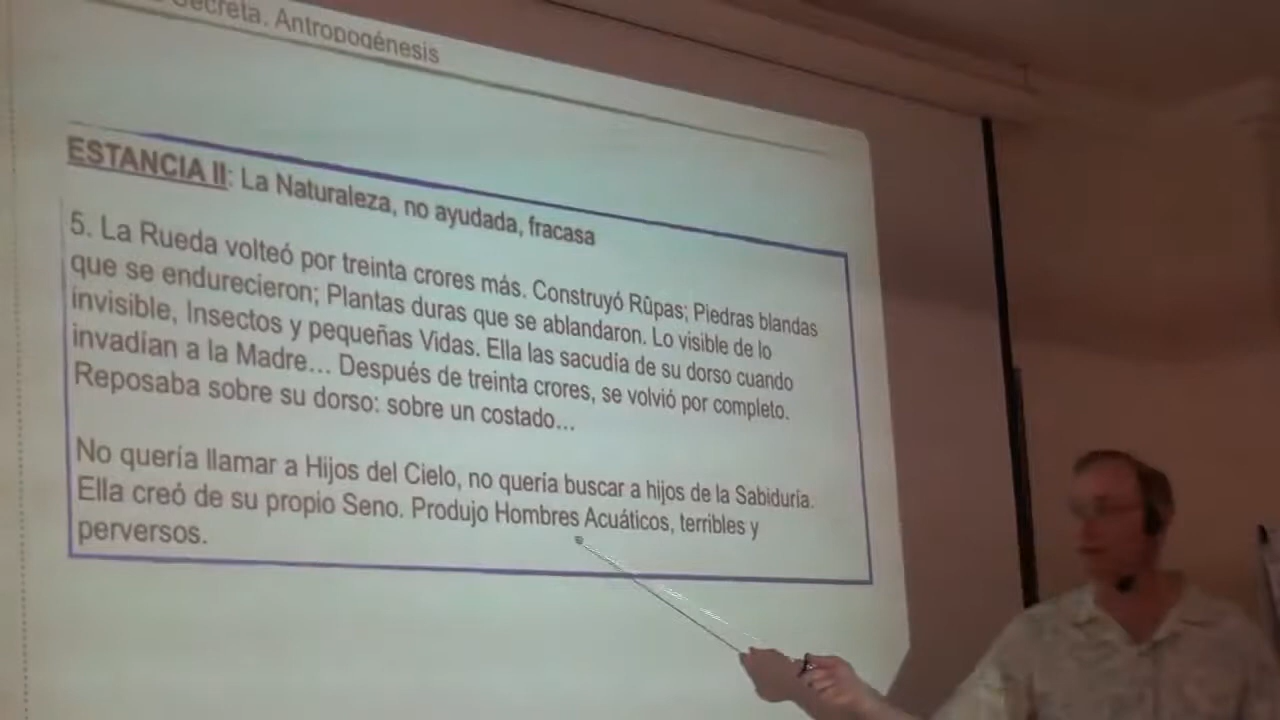 Secreta. Antropogénesis
ESTANCIA II: La Naturaleza, no ayudada, fracasa
5. La Rueda volteó por treinta crores más. Construyó Rûpas; Piedras blandas
que se endurecieron; Plantas duras que se ablandaron. Lo visible de lo
invisible, Insectos y pequeñas Vidas. Ella las sacudía de su dorso cuando
invadían a la Madre... Después de treinta crores, se volvió por completo.
Reposaba sobre su dorso: sobre un costado...
No quería llamar a Hijos del Cielo, no quería buscar a hijos de la Sabiduría.
Ella creó de su propio Seno. Produjo Hombres Acuáticos, terribles y
perversos.